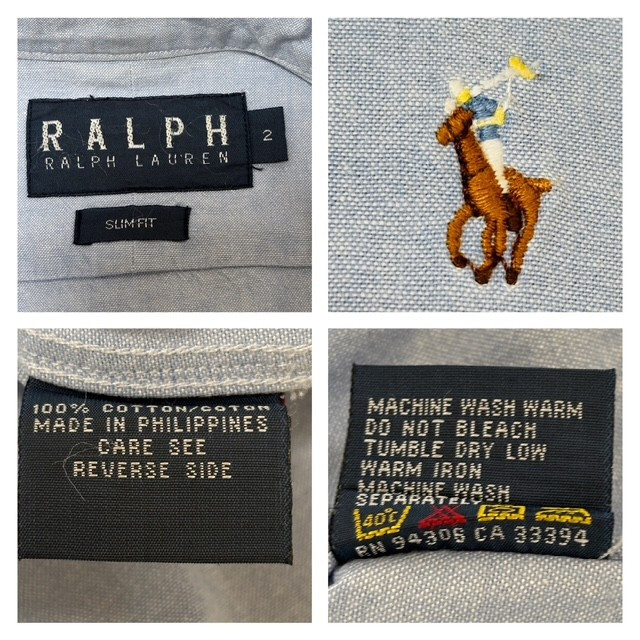 RALPH
RALPH LAUREN
2
SLIM FIT
100% COTTON/COTON
MADE IN PHILIPPINES
CARE SEE
REVERSE SIDE
MACHINE WASH WARM
DO NOT BLEACH
TUMBLE DRY LOW
WARM IRON
MACHINE WASH
SEPARATELY
40°C
RN 94306 CA 33394